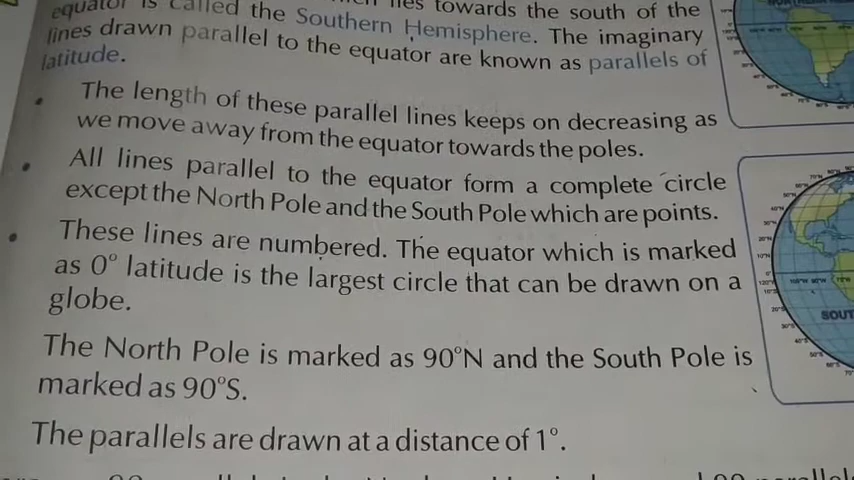 equator is called the Southern Hemisphere. The imaginary
lies towards the south of the
lines drawn parallel to the equator are known as parallels of
latitude.
• The length of these parallel lines keeps on decreasing as
we move away from the equator towards the poles.
• All lines parallel to the equator form a complete circle
except the North Pole and the South Pole which are points.
• These lines are numbered. The equator which is marked
as 0° latitude is the largest circle that can be drawn on a
globe.
The North Pole is marked as 90°N and the South Pole is
marked as 90°S.
The parallels are drawn at a distance of 1°.
SOUT